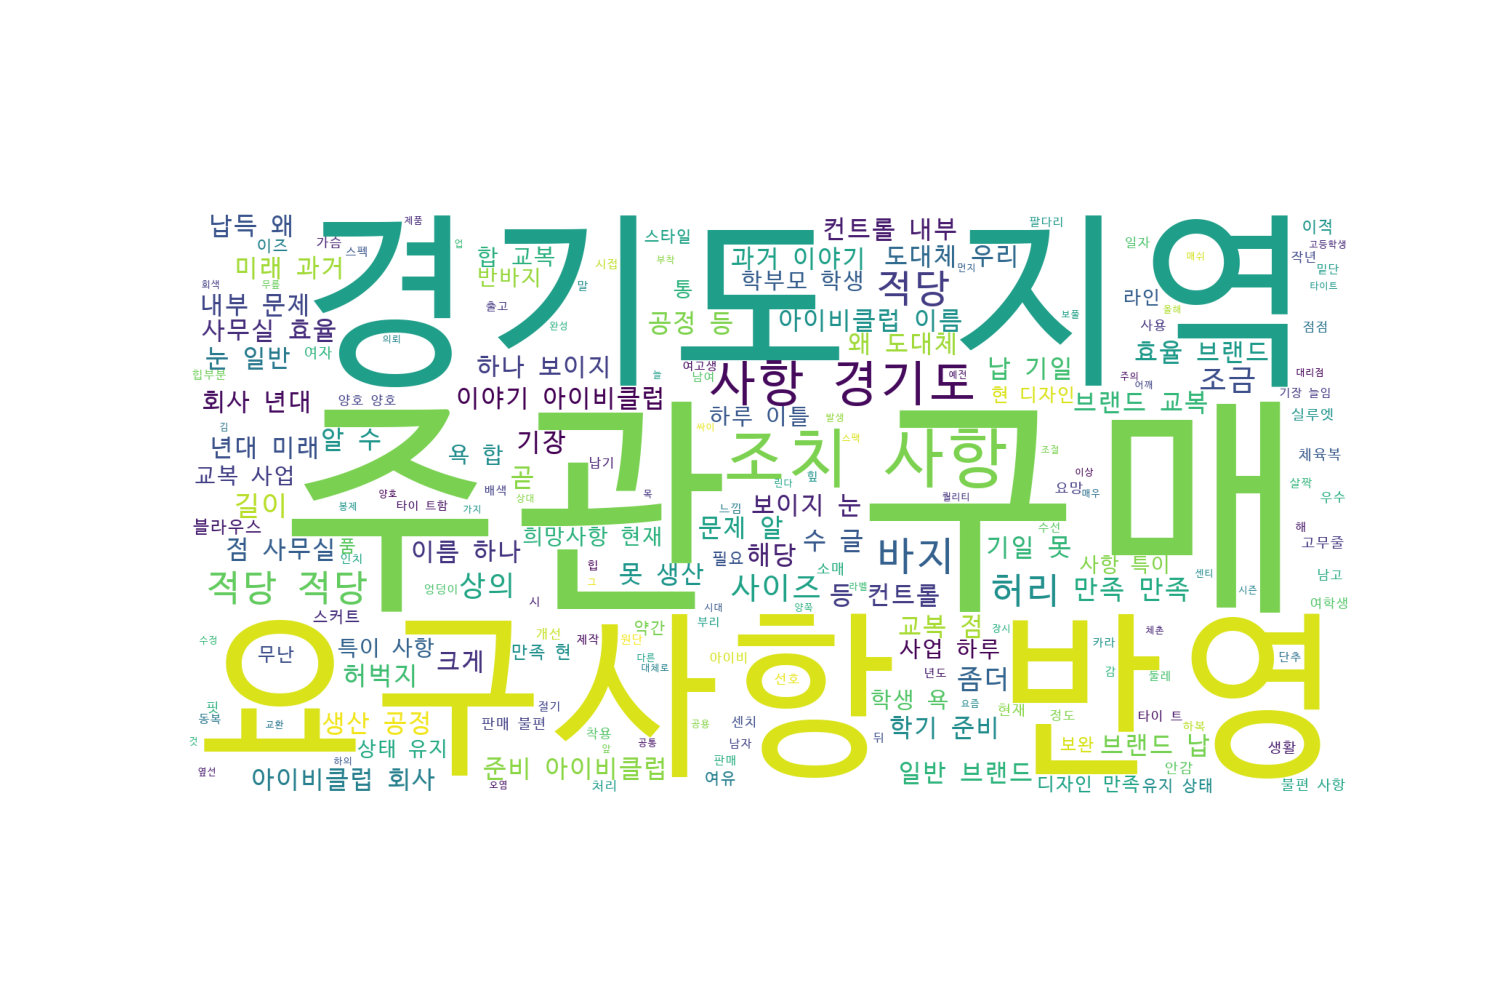 경기도지역
주관구매
요구사항 반영
조치 사항
사항 경기도
적당 적당
바지
적당
허리
사이즈
상의
길이
조금
납득 왜
제품
스펙
가슴
이즈
업
미래 과거
무릎
회색
내부 문제
사무실 효율
의뢰
눈 일반
여자
힙부분
합 교복
반바지
시접
말
출고
완성
스타일
부착
통
컨트롤 내부
과거 이야기
도대체 우리
먼지
학부모 학생
공정 등
아이비클럽 이름
왜 도대체
보풀
팔다리
일자
매쉬
이적
고등학생
작년
밑단
타이트
라인
올해
사용
점점
효율 브랜드
대리점
하나 보이지
여고생
남여
늘
예전
납 기일
현 디자인
주의
어깨
브랜드 교복
기장 늘임
실루엣
회사 년대
양호 양호
이야기 아이비클럽
하루 이틀
발생
싸이
스팩
김
년대 미래
알 수
욕 합
기장
남기
곧
조절
이상
요망
매우
체육복
살짝
우수
교복 사업
배색
상대
목
린다
힆
퀄리티
양호
타이 트함
가지
봉제
블라우스
보이지 눈
느낌
문제 알
수 글
수선
기일 못
해
고무줄
희망사항 현재
점 사무실
품
인치
이름 하나
필요
해당
사항 특이
힙
그
못 생산
소매
라벨
등 컨트롤
만족 만족
센티
시즌
남고
여학생
엉덩이
시
시대
양쪽
부리
스커트
수정
무난
특이 사항
크게
개선
제작
원단
약간
만족 현
다른
대체로
아이비
선호
교복 점
장시
사업 하루
카라
체촌
단추
허벅지
년도
좀더
감
둘레
핏
동복
교환
생산 공정
절기
판매 불편
공용
센치
학생 욕
요즘
현재
정도
타이 트
하복
것
상태 유지
착용
앞
공통
남자
뒤
학기 준비
보완
브랜드 납
생활
옆선
하의
아이비클럽 회사
준비 아이비클럽
오염
처리
판매
여유
일반 브랜드
안감
디자인 만족
유지 상태
불편 사항